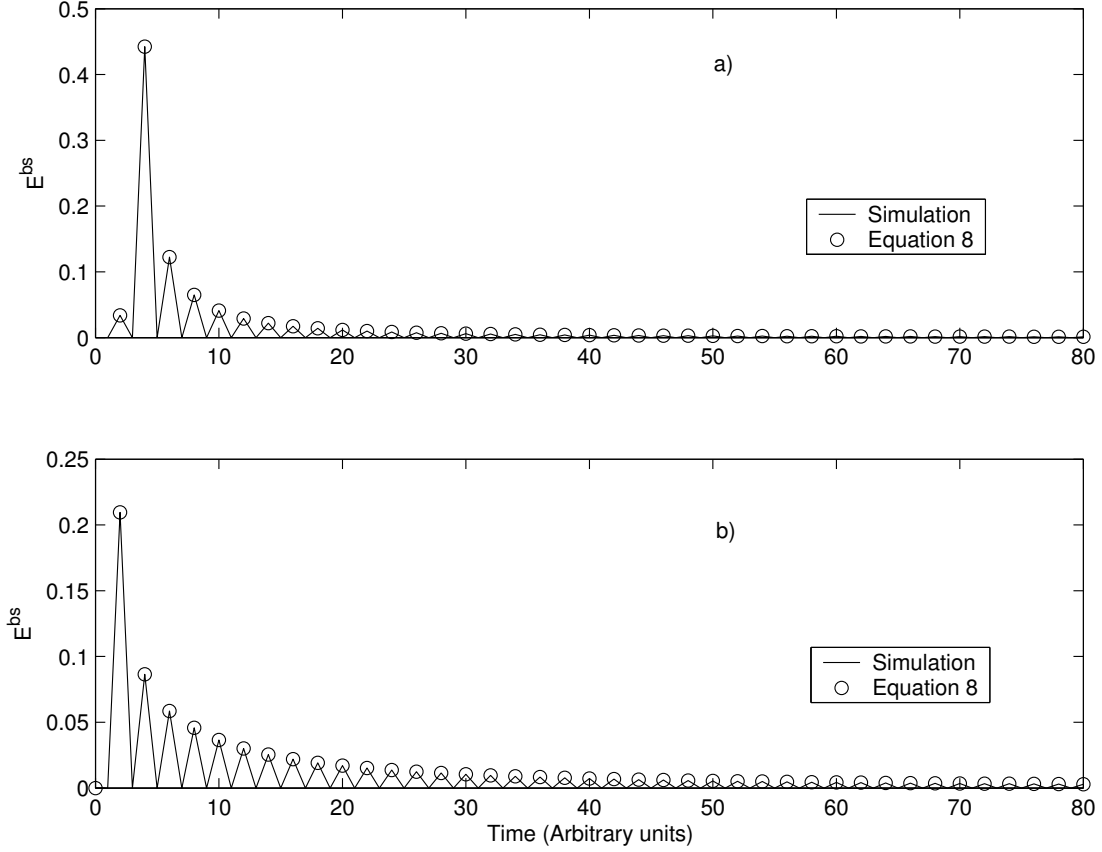 0.5
0.4
0.3
0.2
0.1
0
E^bs
a)
Simulation
Equation 8
0 10 20 30 40 50 60 70 80
0.25
0.2
0.15
0.1
0.05
0
E^bs
b)
Simulation
Equation 8
0 10 20 30 40 50 60 70 80
Time (Arbitrary units)